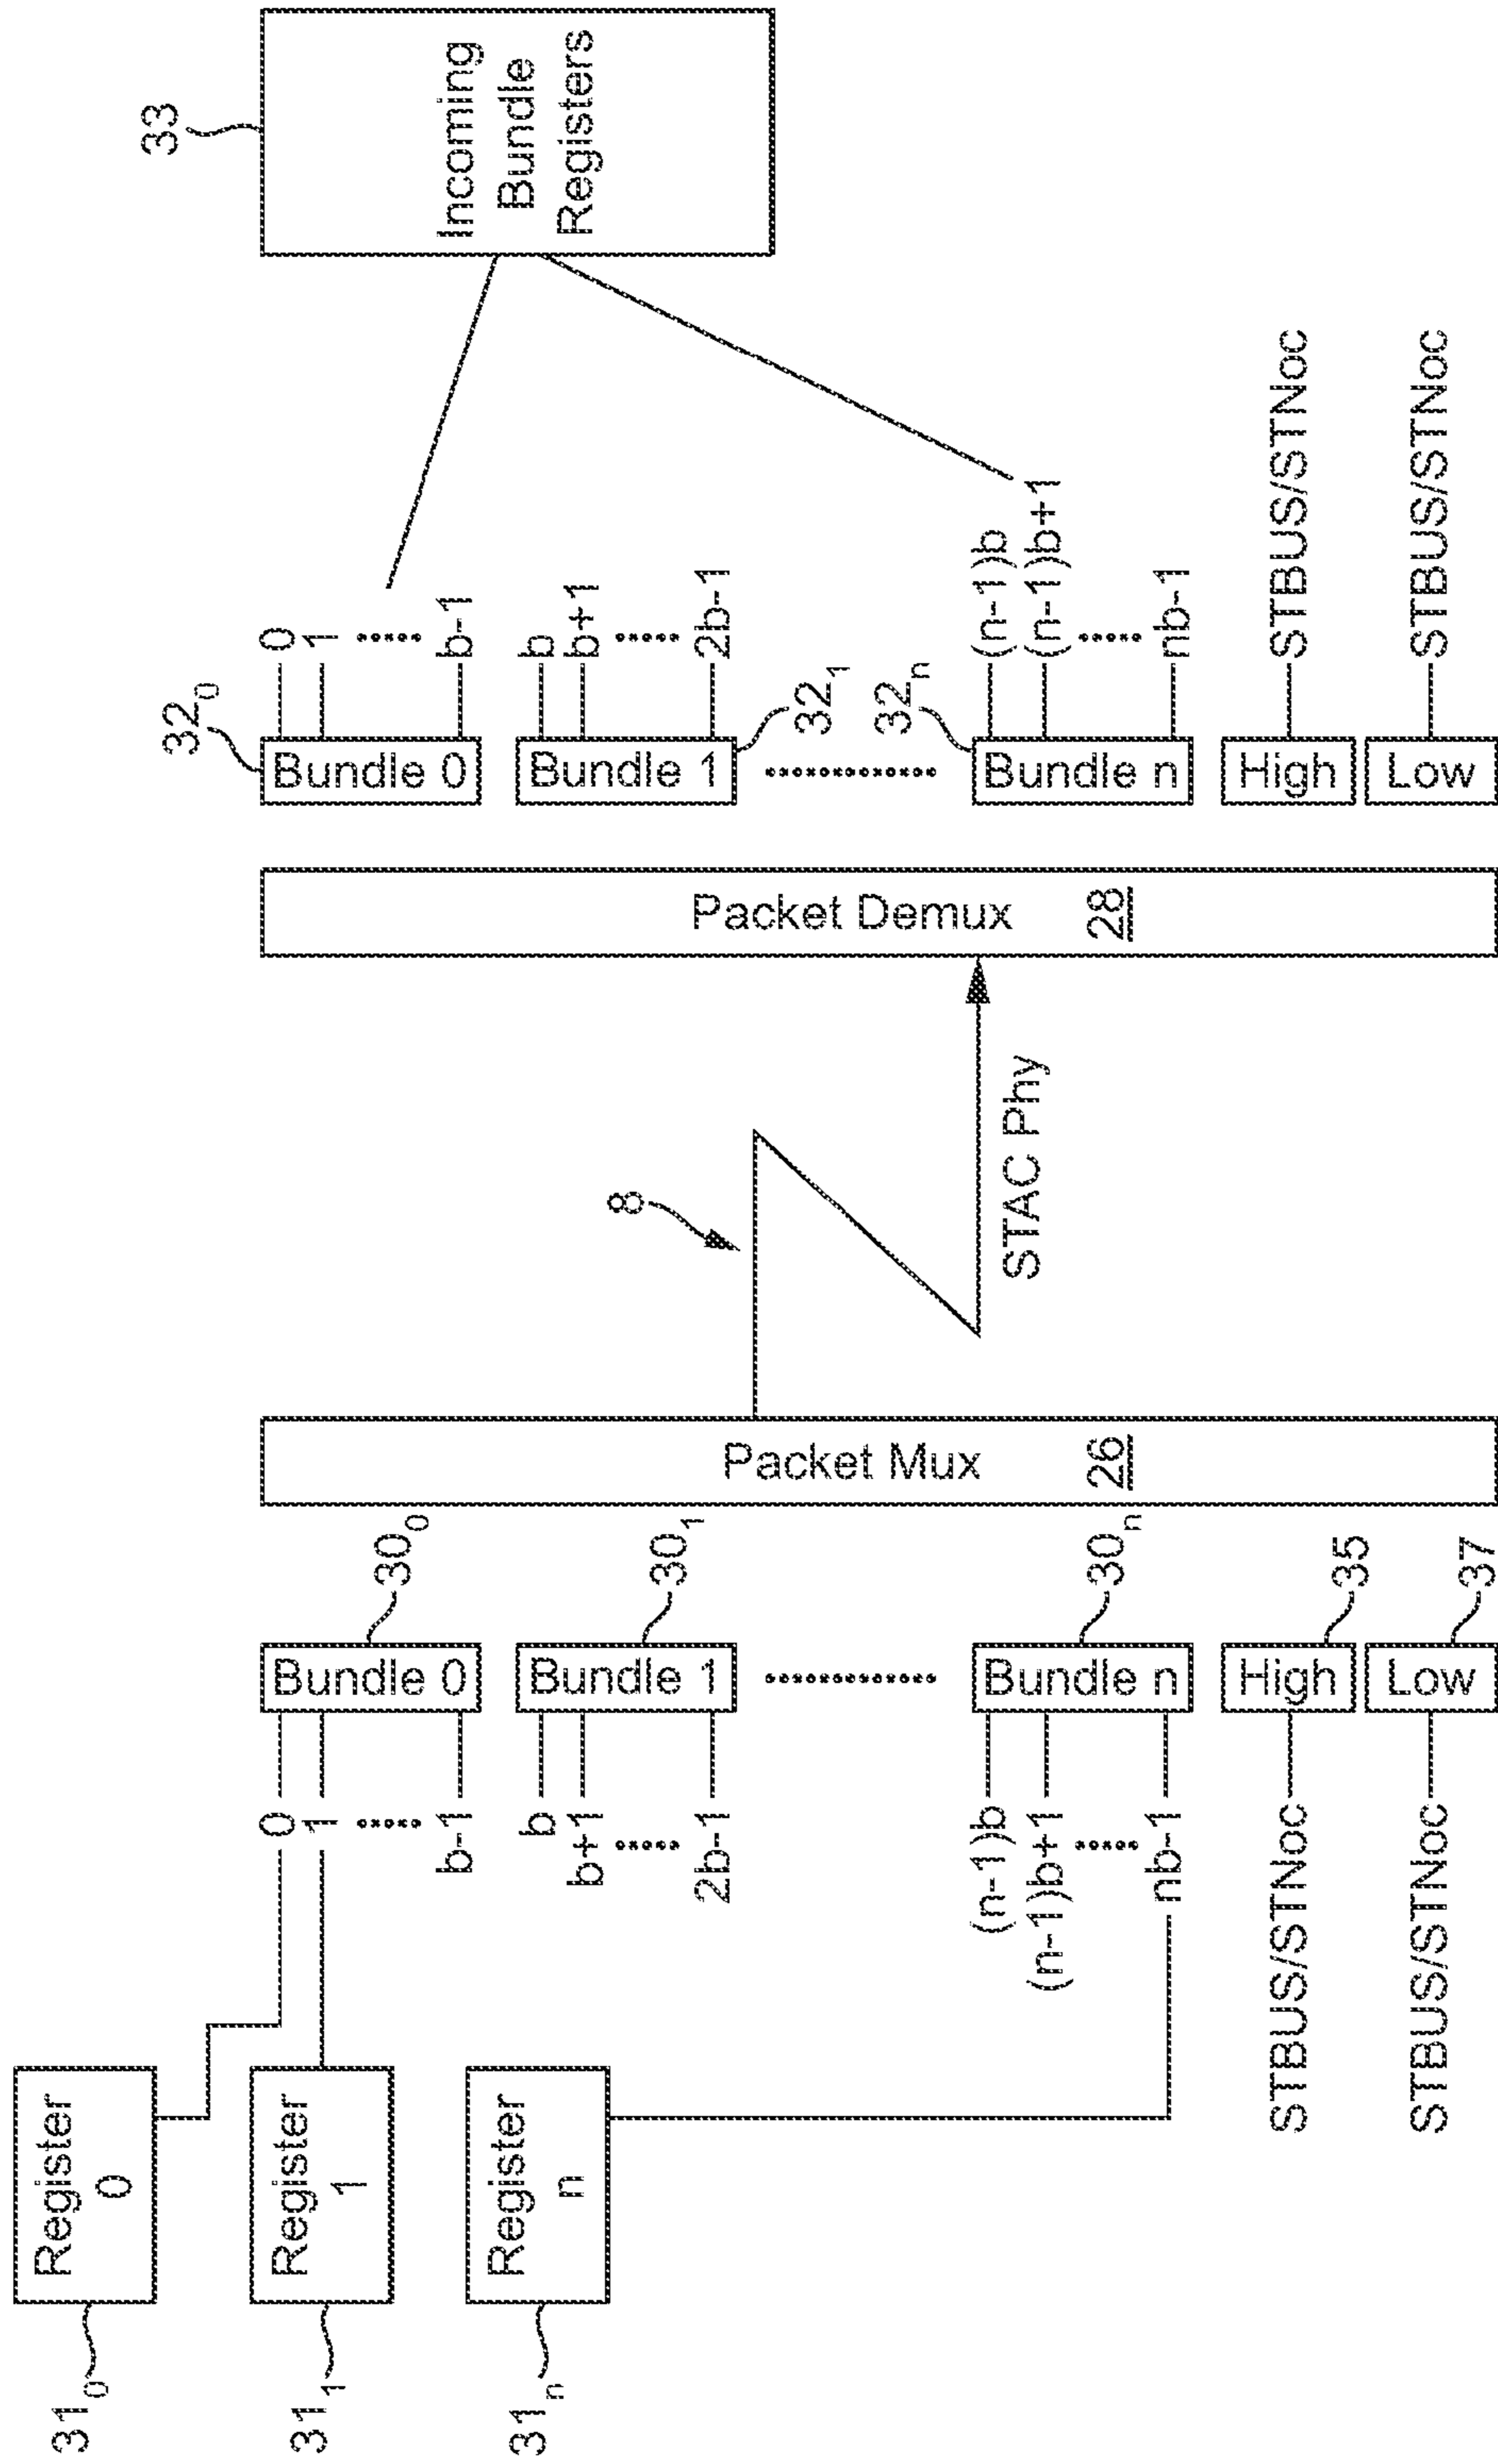 31₀
Register
0
31₁
Register
1
31ₙ
Register
n
0
1
b-1
b
b+1
2b-1
(n-1)b
(n-1)b+1
nb-1
STBUS/STNoc
STBUS/STNoc
Bundle 0
30₀
Bundle 1
30₁
Bundle n
30ₙ
High
35
Low
37
Packet Mux 26
8
STAC Phy
Packet Demux 28
32₀
Bundle 0
Bundle 1
32₁
32ₙ
Bundle n
High
Low
0
1
b-1
b
b+1
2b-1
(n-1)b
(n-1)b+1
nb-1
STBUS/STNoc
STBUS/STNoc
33
Incoming
Bundle
Registers